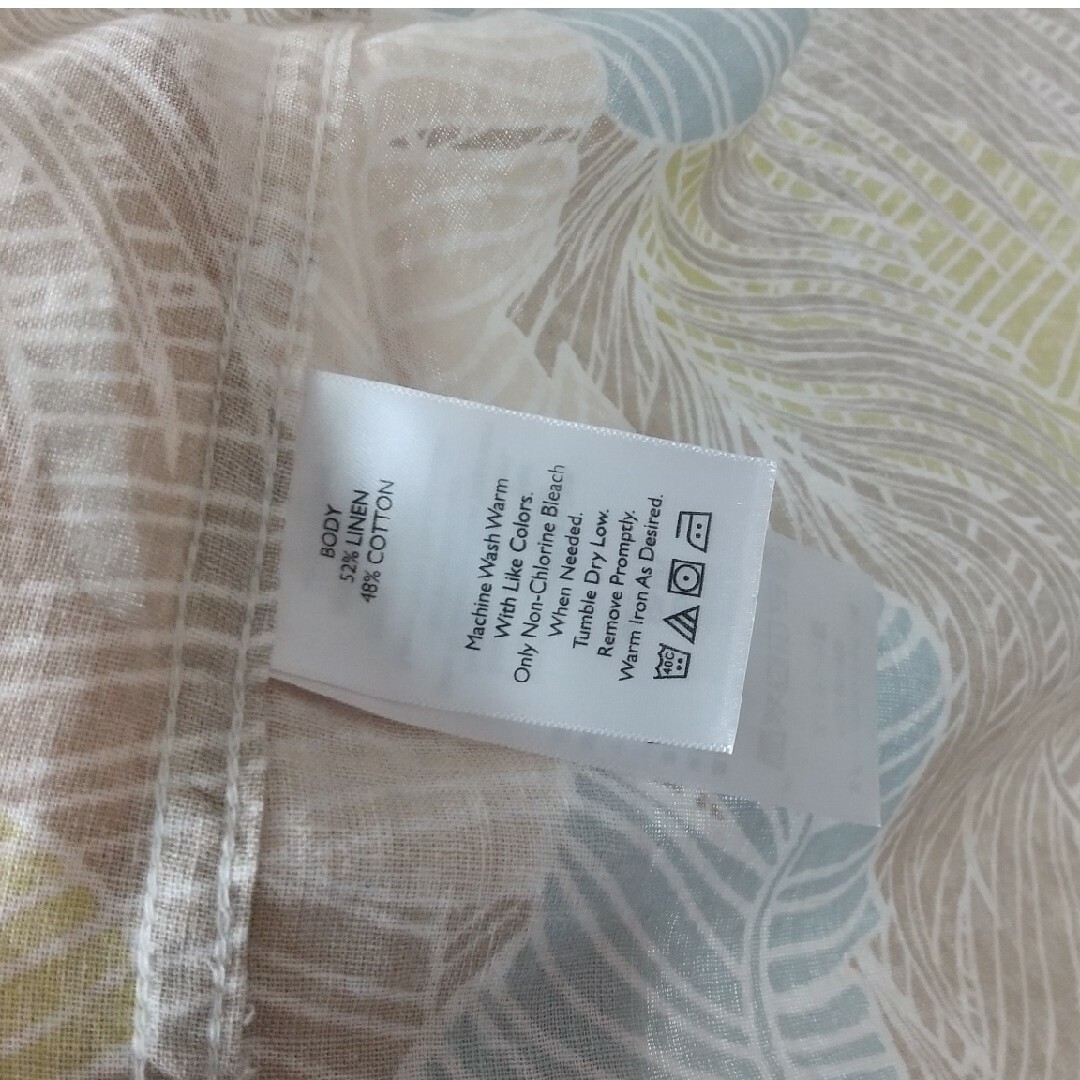 BODY
52% LINEN
48% COTTON
Machine Wash Warm
With Like Colors.
Only Non-Chlorine Bleach
When Needed.
Tumble Dry Low.
Remove Promptly.
Warm Iron As Desired.
40C